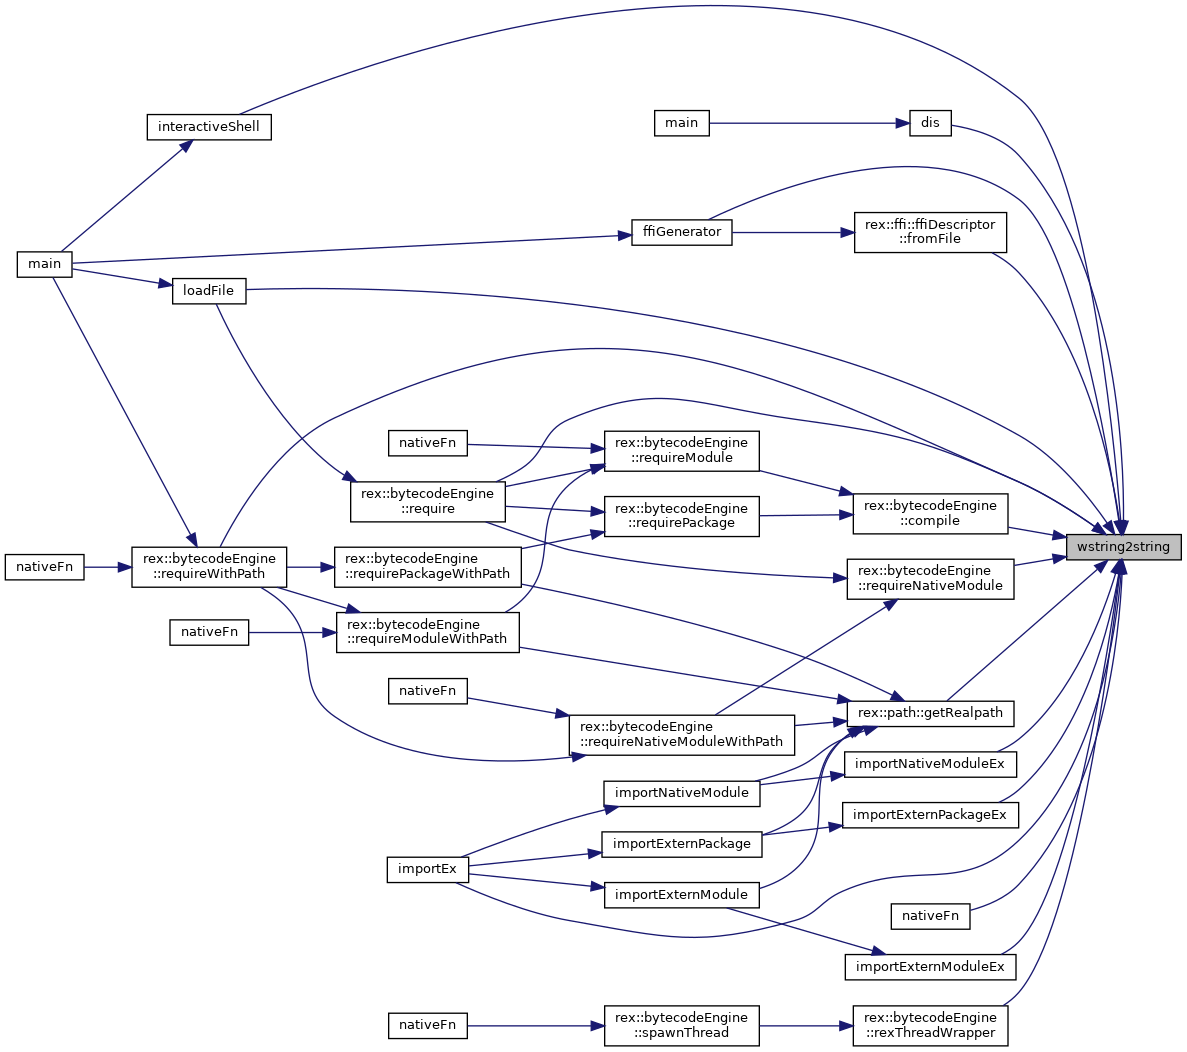 interactiveShell
main
dis
ffiGenerator
rex::ffi::ffiDescriptor
::fromFile
main
loadFile
nativeFn
rex::bytecodeEngine
::requireModule
rex::bytecodeEngine
::require
rex::bytecodeEngine
::requirePackage
rex::bytecodeEngine
::compile
wstring2string
nativeFn
rex::bytecodeEngine
::requireWithPath
rex::bytecodeEngine
::requirePackageWithPath
rex::bytecodeEngine
::requireNativeModule
nativeFn
rex::bytecodeEngine
::requireModuleWithPath
nativeFn
rex::bytecodeEngine
::requireNativeModuleWithPath
rex::path::getRealpath
importNativeModuleEx
importNativeModule
importExternPackageEx
importExternPackage
importEx
importExternModule
nativeFn
importExternModuleEx
nativeFn
rex::bytecodeEngine
::spawnThread
rex::bytecodeEngine
::rexThreadWrapper